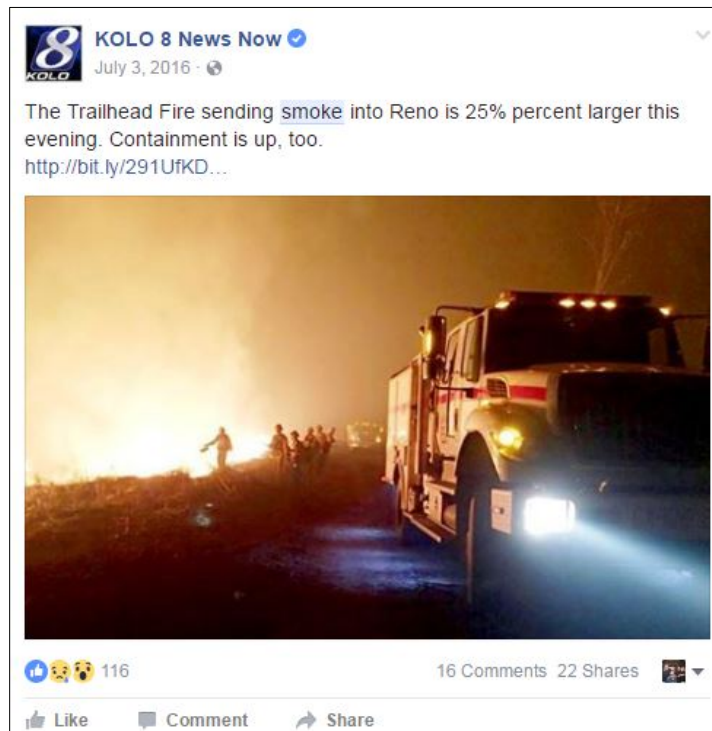 8
KOLO
KOLO 8 News Now
July 3, 2016 ·
The Trailhead Fire sending smoke into Reno is 25% percent larger this
evening. Containment is up, too.
http://bit.ly/291UfKD...
116
16 Comments 22 Shares
Like Comment Share